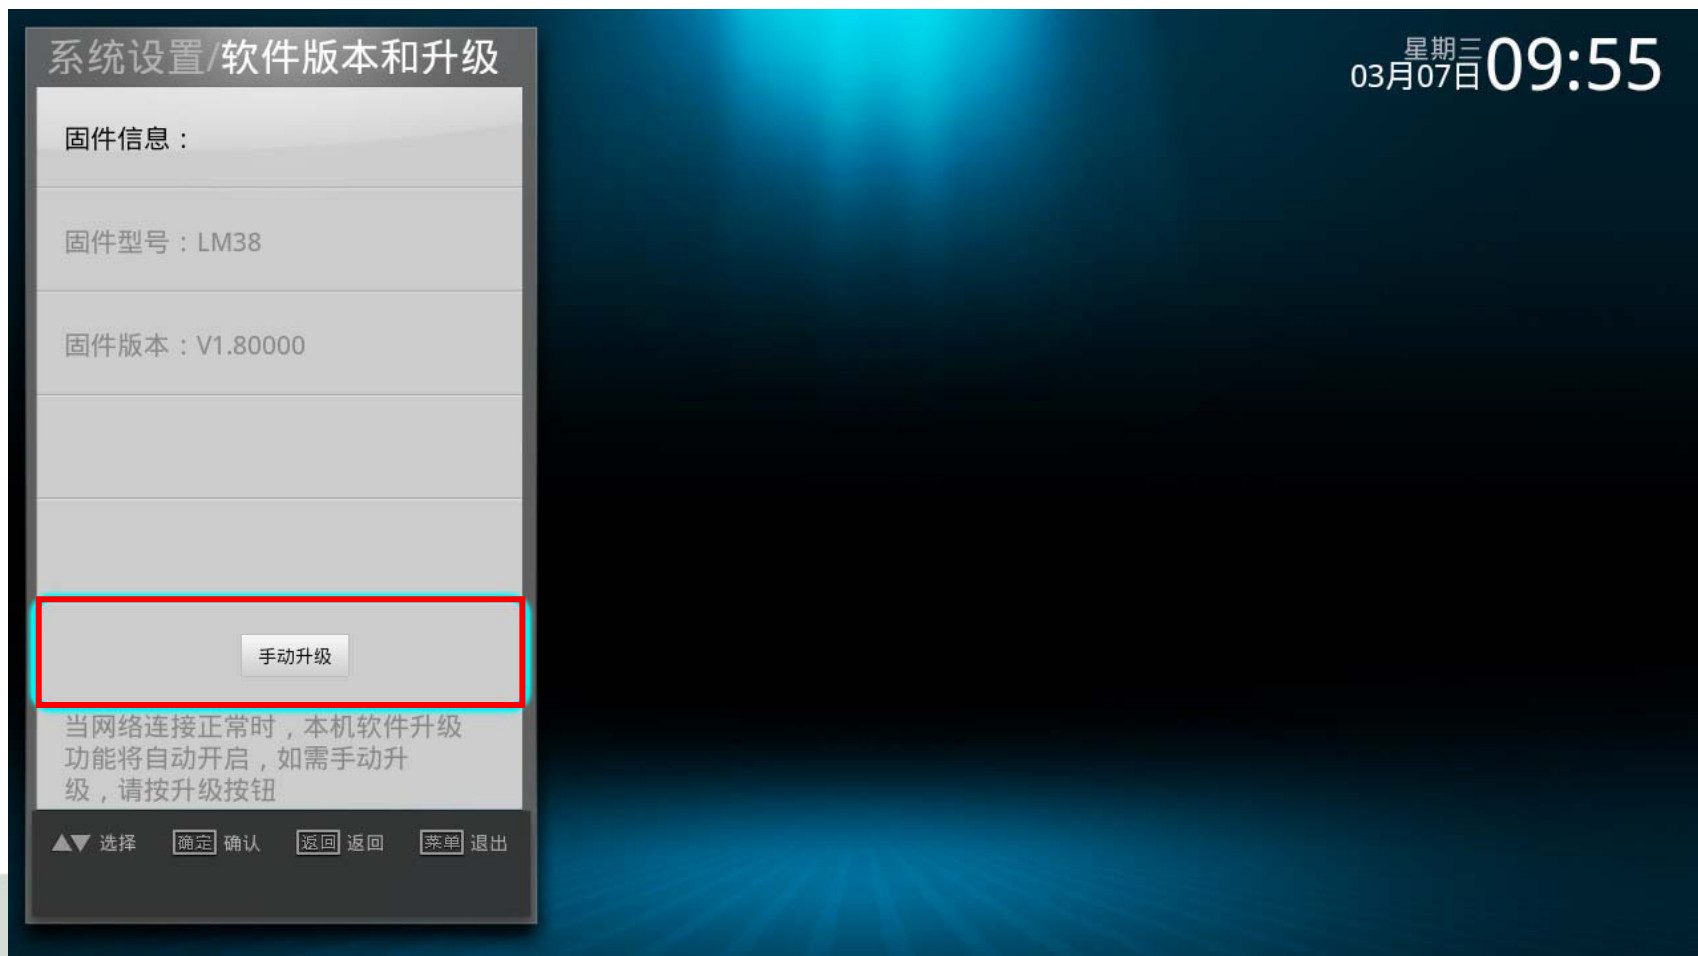 系统设置/软件版本和升级
星期三
03月07日
09:55
固件信息：
固件型号：LM38
固件版本：V1.80000
手动升级
当网络连接正常时，本机软件升级
功能将自动开启，如需手动升
级，请按升级按钮
▲▼ 选择 确定 确认 返回 返回 菜单 退出